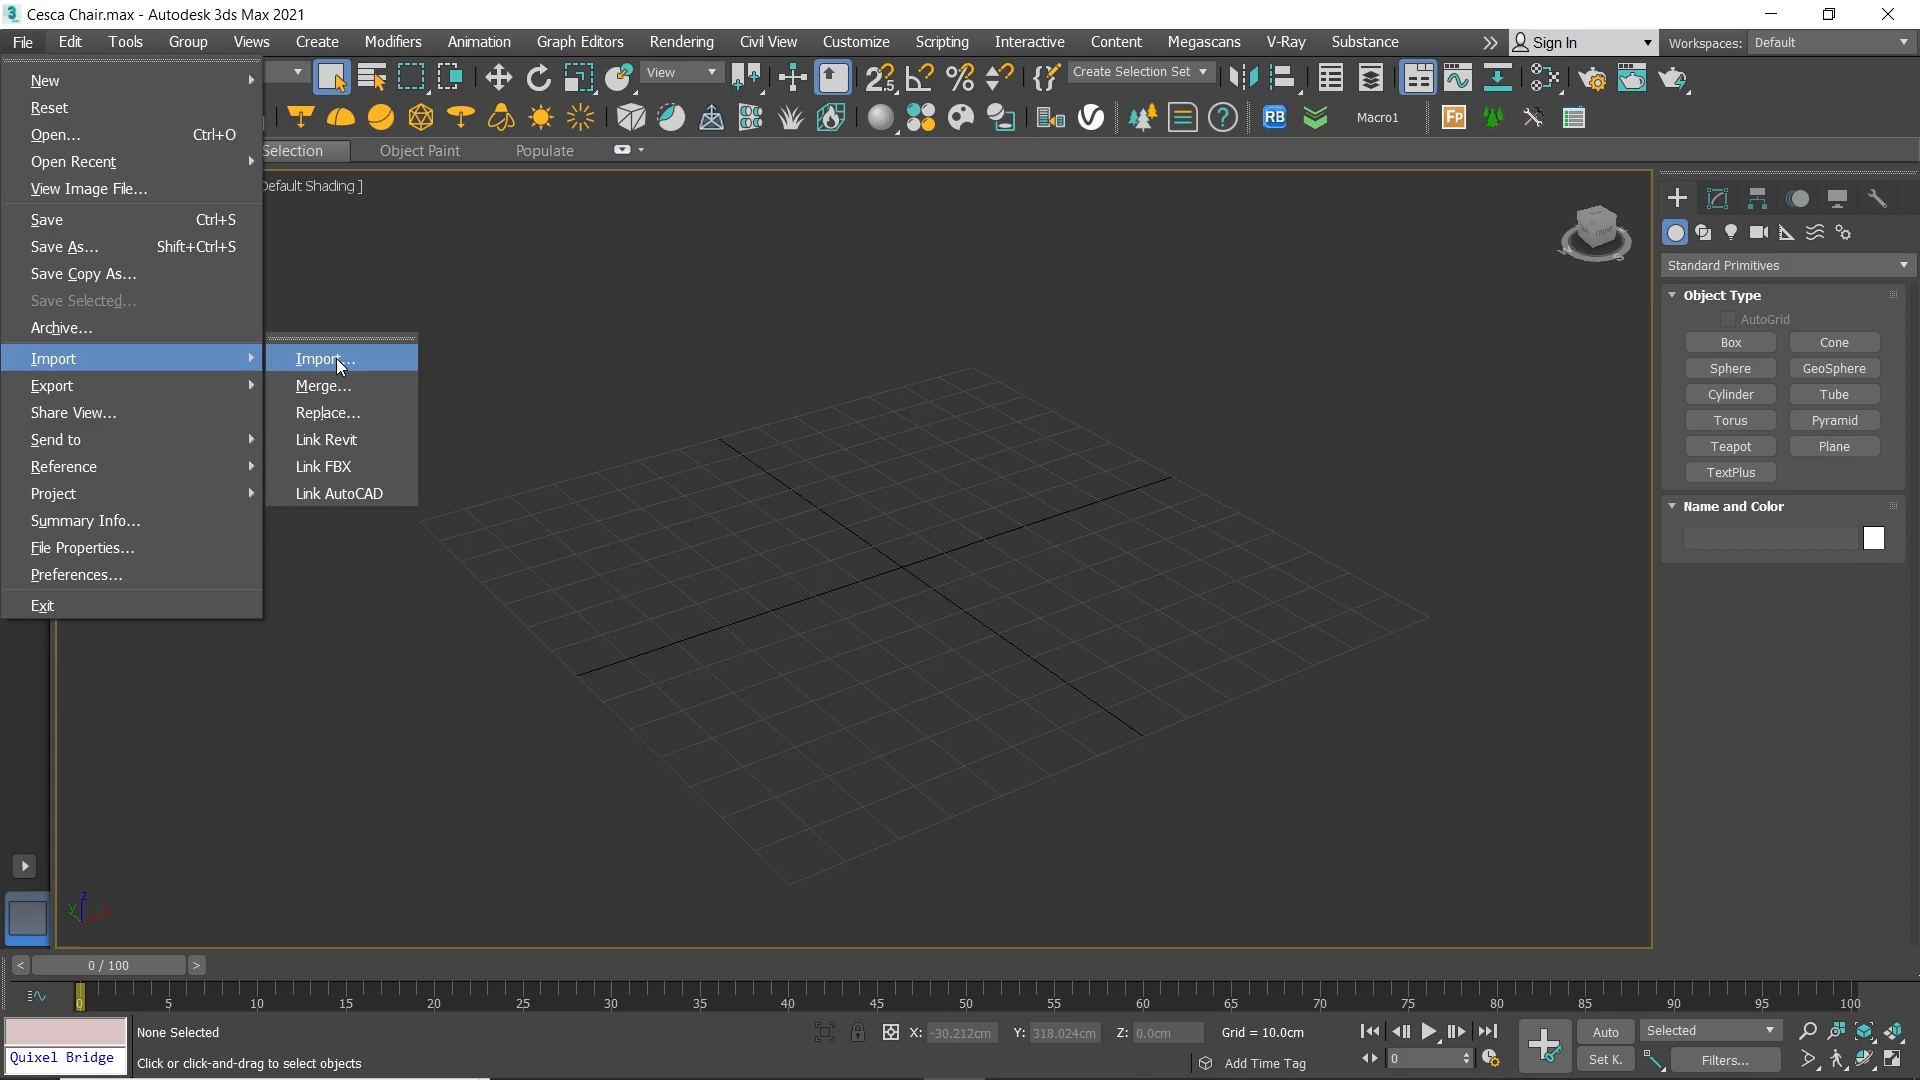 Cesca Chair.max - Autodesk 3ds Max 2021
File Edit Tools Group Views Create Modifiers Animation Graph Editors Rendering Civil View Customize Scripting Interactive Content Megascans V-Ray Substance Sign In Workspaces: Default
View Create Selection Set
RB Macro1 FP
Selection Object Paint Populate
Default Shading ]
New
Reset
Open... Ctrl+O
Open Recent
View Image File...
Save Ctrl+S
Save As... Shift+Ctrl+S
Save Copy As...
Save Selected...
Archive...
Import
Export
Share View...
Send to
Reference
Project
Summary Info...
File Properties...
Preferences...
Exit
Import...
Merge...
Replace...
Link Revit
Link FBX
Link AutoCAD
Standard Primitives
Object Type
AutoGrid
Box Cone
Sphere GeoSphere
Cylinder Tube
Torus Pyramid
Teapot Plane
TextPlus
Name and Color
z
y
< 0 / 100 >
0 5 10 15 20 25 30 35 40 45 50 55 60 65 70 75 80 85 90 95 100
None Selected X: -30.212cm Y: 318.024cm Z: 0.0cm Grid = 10.0cm Auto Selected
Quixel Bridge Click or click-and-drag to select objects Add Time Tag 0 Set K. Filters...